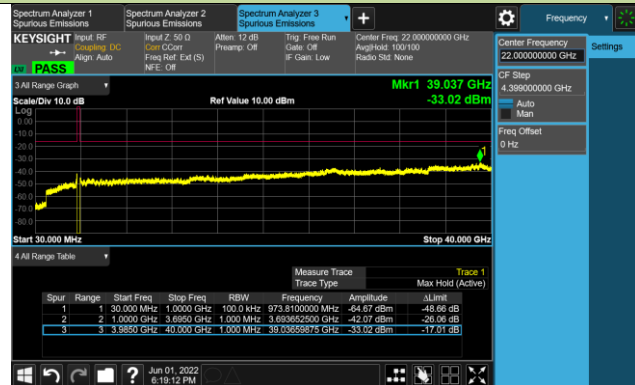 Spectrum Analyzer 1
Spurious Emissions
Spectrum Analyzer 2
Spurious Emissions
Spectrum Analyzer 3
Spurious Emissions
Frequency
KEYSIGHT
Input: RF
Coupling: DC
Align: Auto
Input Z: 50 Ω
Corr CCorr
Freq Ref: Ext (S)
NFE: Off
Atten: 12 dB
Preamp: Off
Trig: Free Run
Gate: Off
IF Gain: Low
Center Freq: 22.000000000 GHz
Avg|Hold: 100/100
Radio Std: None
PASS
Center Frequency
22.000000000 GHz
Settings
CF Step
4.399000000 GHz
Auto
Man
Freq Offset
0 Hz
3 All Range Graph
Mkr1 39.037 GHz
Scale/Div 10.0 dB
Ref Value 10.00 dBm
-33.02 dBm
Log
0.00
-10.0
-20.0
-30.0
-40.0
-50.0
-60.0
-70.0
-80.0
1
Start 30.000 MHz
Stop 40.000 GHz
4 All Range Table
Measure Trace Trace 1
Trace Type Max Hold (Active)
Spur Range Start Freq Stop Freq RBW Frequency Amplitude ΔLimit
1 1 30.000 MHz 1.0000 GHz 100.0 kHz 973.8100000 MHz -64.67 dBm -48.66 dB
2 2 1.0000 GHz 3.6950 GHz 1.000 MHz 3.693652500 GHz -42.07 dBm -26.06 dB
3 3 3.9850 GHz 40.000 GHz 1.000 MHz 39.03659875 GHz -33.02 dBm -17.01 dB
Jun 01, 2022
6:19:12 PM